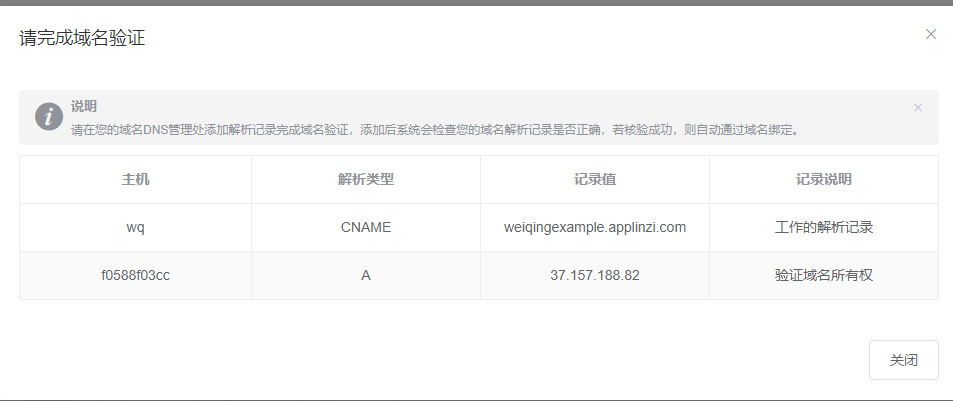 请完成域名验证
说明
请在您的域名DNS管理处添加解析记录完成域名验证，添加后系统会检查您的域名解析记录是否正确，若核验成功，则自动通过域名绑定。
主机 解析类型 记录值 记录说明
wq CNAME weiqingexample.applinzi.com 工作的解析记录
f0588f03cc A 37.157.188.82 验证域名所有权
关闭